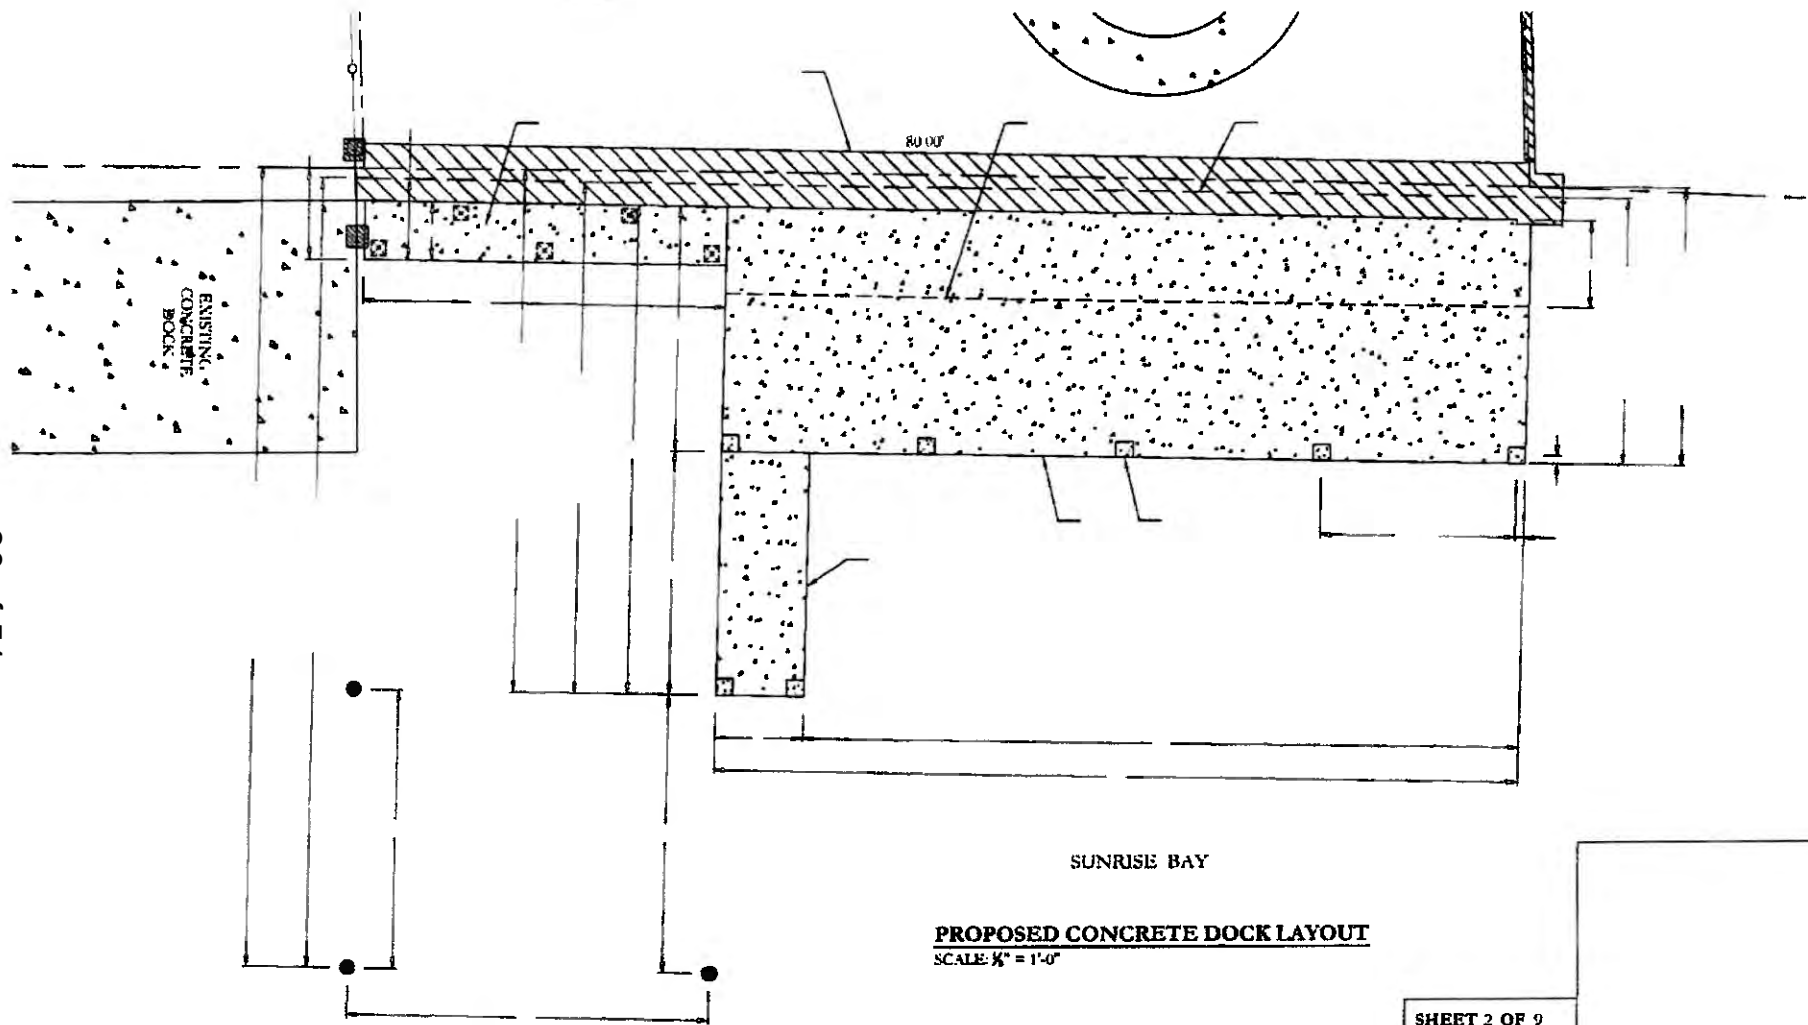 80.00'
EXISTING
CONCRETE
DOCK
SUNRISE BAY
PROPOSED CONCRETE DOCK LAYOUT
SCALE: ⅛" = 1'-0"
SHEET 2 OF 9